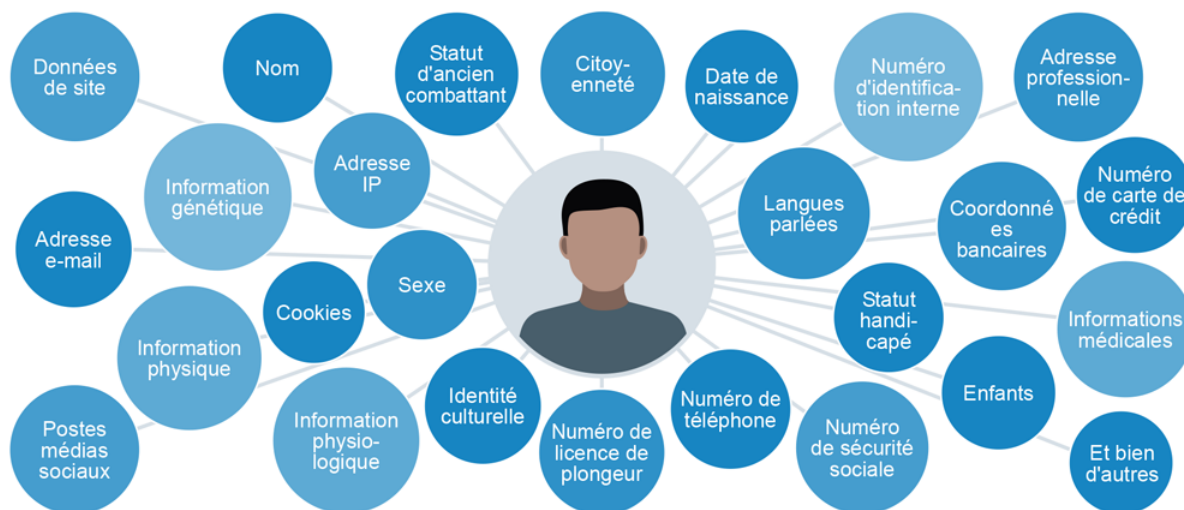 Données
de site
Nom
Statut
d'ancien
combattant
Citoy-
enneté
Date de
naissance
Numéro
d'identifica-
tion interne
Adresse
profession-
nelle
Information
génétique
Adresse
IP
Langues
parlées
Coordonné
es
bancaires
Numéro
de carte de
crédit
Adresse
e-mail
Cookies
Sexe
Statut
handi-
capé
Informations
médicales
Information
physique
Postes
médias
sociaux
Information
physio-
logique
Identité
culturelle
Numéro de
licence de
plongeur
Numéro de
téléphone
Numéro
de sécurité
sociale
Enfants
Et bien
d'autres